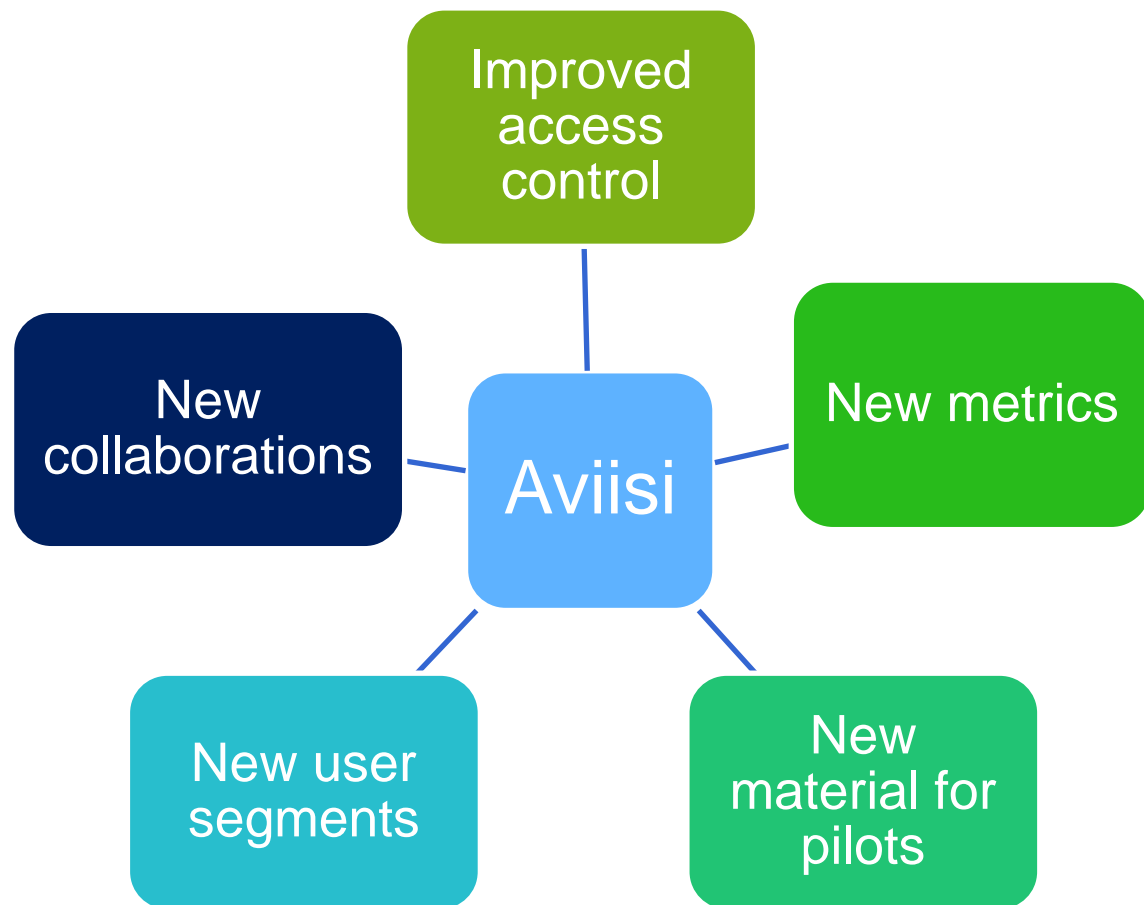 Improved
access
control
New
collaborations
New metrics
Aviisi
New user
segments
New
material for
pilots